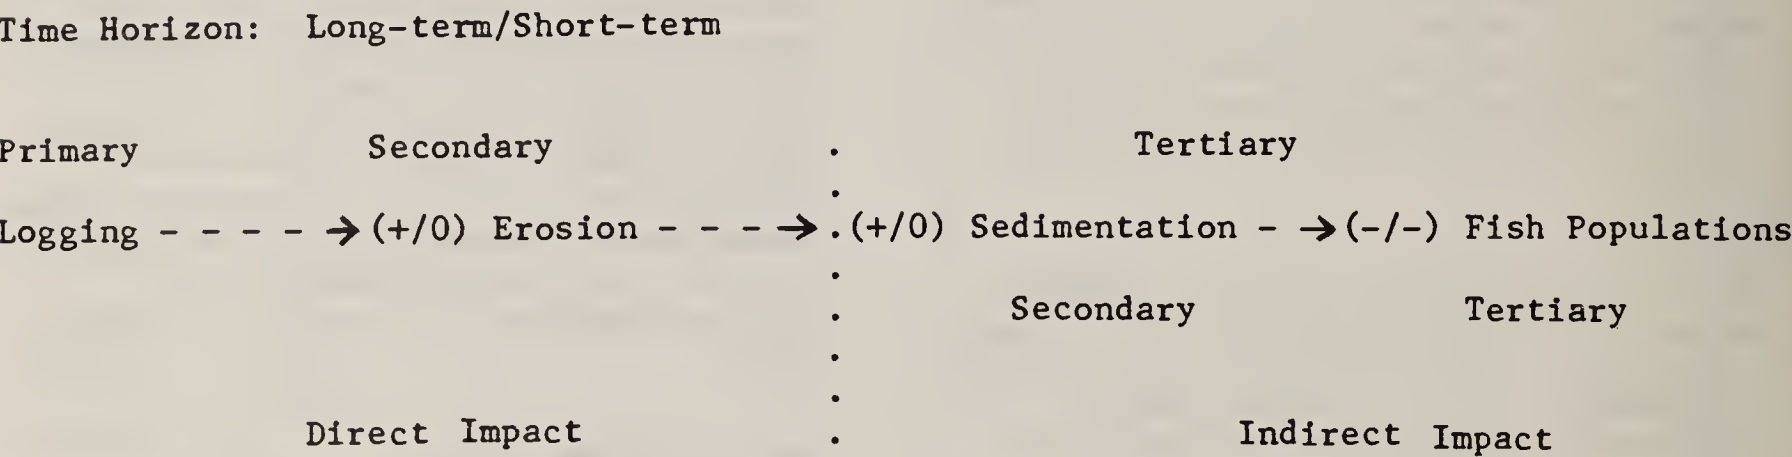 Time Horizon: Long-term/Short-term
Primary Secondary . Tertiary
Logging - - - - → (+/0) Erosion - - - → . (+/0) Sedimentation - → (-/-) Fish Populations
Secondary Tertiary
Direct Impact . Indirect Impact